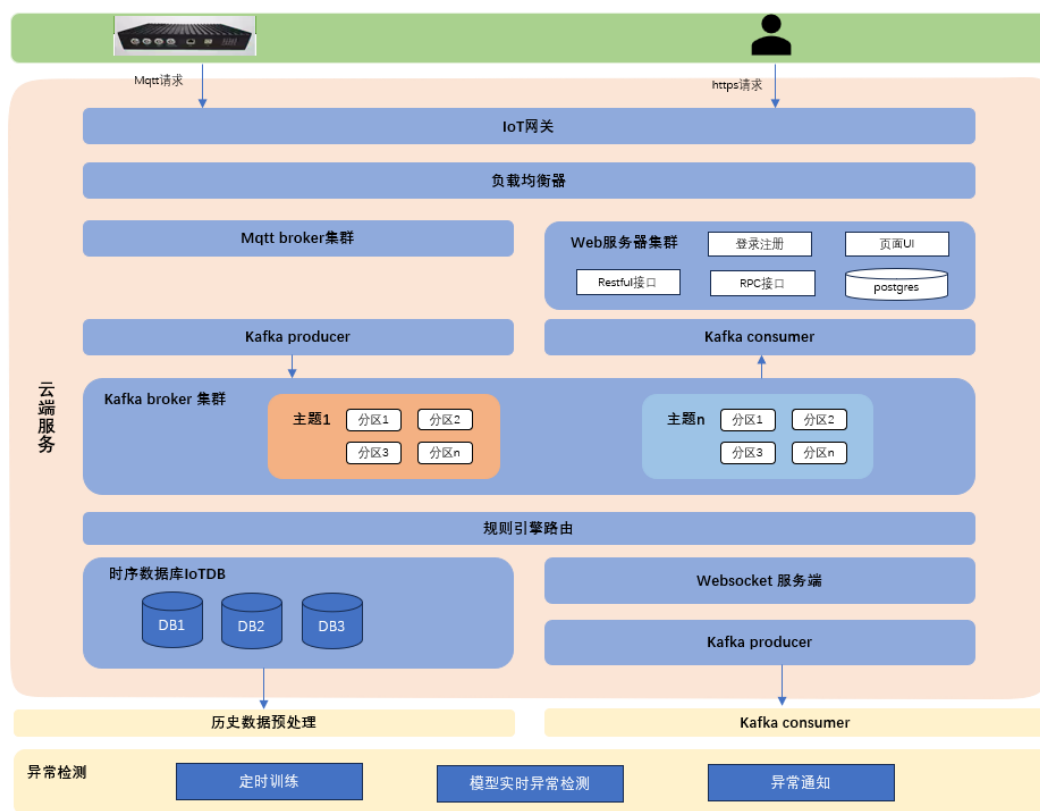 Mqtt请求
https请求
IoT网关
负载均衡器
Mqtt broker集群
Web服务器集群
登录注册
页面UI
Restful接口
RPC接口
postgres
Kafka producer
Kafka consumer
云端服务
Kafka broker 集群
主题1
分区1
分区2
分区3
分区n
主题n
分区1
分区2
分区3
分区n
规则引擎路由
时序数据库IoTDB
DB1
DB2
DB3
Websocket 服务端
Kafka producer
历史数据预处理
Kafka consumer
异常检测
定时训练
模型实时异常检测
异常通知